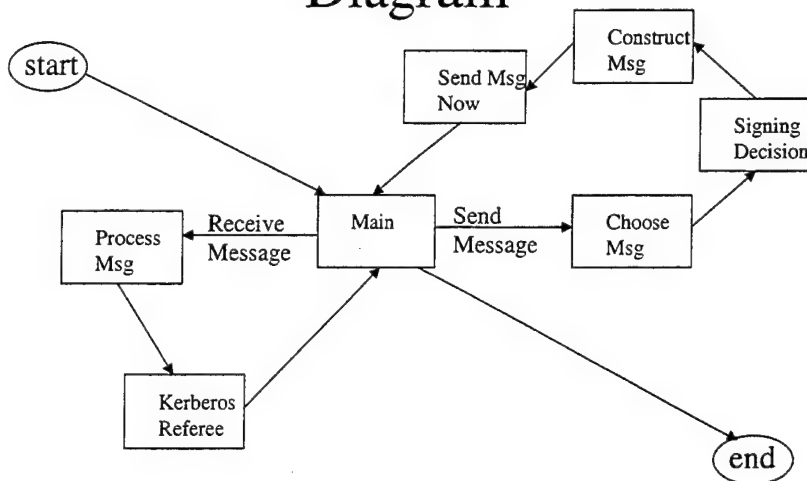 Diagram
start
Construct
Msg
Send Msg
Now
Signing
Decision
Main
Send
Message
Choose
Msg
Receive
Message
Process
Msg
Kerberos
Referee
end